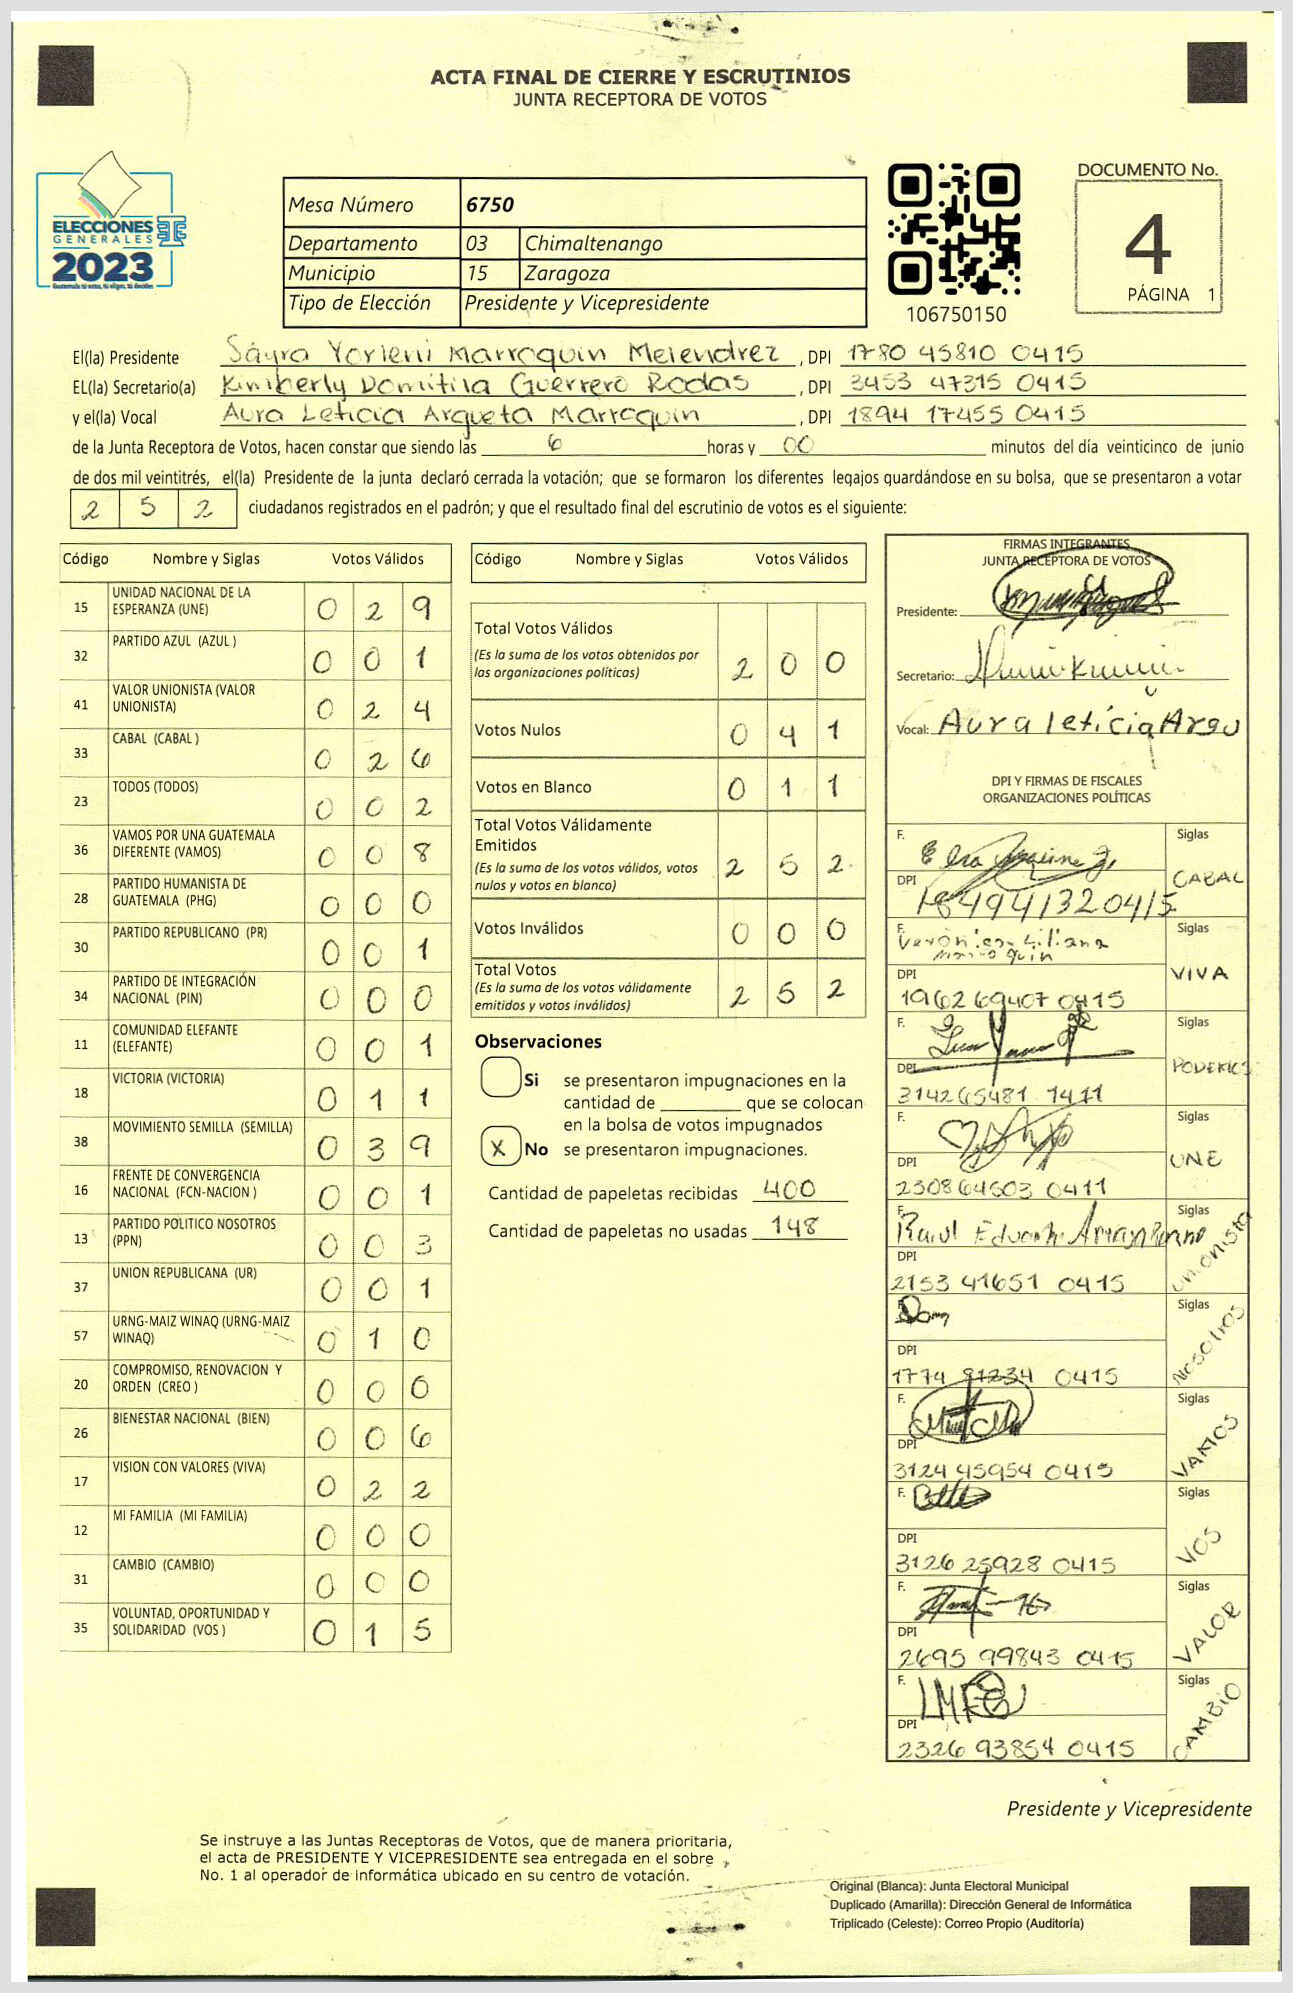 ACTA FINAL DE CIERRE Y ESCRUTINIOS
JUNTA RECEPTORA DE VOTOS
ELECCIONES
GENERALES
2023
Mesa Número 6750
Departamento 03 Chimaltenango
Municipio 15 Zaragoza
Tipo de Elección Presidente y Vicepresidente
106750150
DOCUMENTO No.
4
PÁGINA 1
El(la) Presidente Sáyra Yorleni Marroquin Melendrez, DPI 1780 45810 0415
EL(la) Secretario(a) Kimberly Domitila Guerrero Rodas, DPI 3453 47315 0415
y el(la) Vocal Aura Leticia Argueta Marroquin, DPI 1894 17455 0415
de la Junta Receptora de Votos, hacen constar que siendo las 6 horas y 00 minutos del día veinticinco de junio
de dos mil veintitrés, el(la) Presidente de la junta declaró cerrada la votación; que se formaron los diferentes legajos guardándose en su bolsa, que se presentaron a votar
2 5 2 ciudadanos registrados en el padrón; y que el resultado final del escrutinio de votos es el siguiente:
Código Nombre y Siglas Votos Válidos
15 UNIDAD NACIONAL DE LA
ESPERANZA (UNE) 0 2 9
32 PARTIDO AZUL (AZUL ) 0 0 1
41 VALOR UNIONISTA (VALOR
UNIONISTA) 0 2 4
33 CABAL (CABAL ) 0 2 6
23 TODOS (TODOS) 0 0 2
36 VAMOS POR UNA GUATEMALA
DIFERENTE (VAMOS) 0 0 8
28 PARTIDO HUMANISTA DE
GUATEMALA (PHG) 0 0 0
30 PARTIDO REPUBLICANO (PR) 0 0 1
34 PARTIDO DE INTEGRACIÓN
NACIONAL (PIN) 0 0 0
11 COMUNIDAD ELEFANTE
(ELEFANTE) 0 0 1
18 VICTORIA (VICTORIA) 0 1 1
38 MOVIMIENTO SEMILLA (SEMILLA) 0 3 9
16 FRENTE DE CONVERGENCIA
NACIONAL (FCN-NACION ) 0 0 1
13 PARTIDO POLITICO NOSOTROS
(PPN) 0 0 3
37 UNION REPUBLICANA (UR) 0 0 1
57 URNG-MAIZ WINAQ (URNG-MAIZ
WINAQ) 0 1 0
20 COMPROMISO, RENOVACION Y
ORDEN (CREO ) 0 0 0
26 BIENESTAR NACIONAL (BIEN) 0 0 6
17 VISION CON VALORES (VIVA) 0 2 2
12 MI FAMILIA (MI FAMILIA) 0 0 0
31 CAMBIO (CAMBIO) 0 0 0
35 VOLUNTAD, OPORTUNIDAD Y
SOLIDARIDAD (VOS ) 0 1 5
Código Nombre y Siglas Votos Válidos
Total Votos Válidos
(Es la suma de los votos obtenidos por
las organizaciones políticas) 2 0 0
Votos Nulos 0 4 1
Votos en Blanco 0 1 1
Total Votos Válidamente
Emitidos
(Es la suma de los votos válidos, votos
nulos y votos en blanco) 2 5 2
Votos Inválidos 0 0 0
Total Votos
(Es la suma de los votos válidamente
emitidos y votos inválidos) 2 5 2
Observaciones
Si se presentaron impugnaciones en la
cantidad de ________ que se colocan
en la bolsa de votos impugnados
X No se presentaron impugnaciones.
Cantidad de papeletas recibidas 400
Cantidad de papeletas no usadas 148
FIRMAS INTEGRANTES
JUNTA RECEPTORA DE VOTOS
Presidente:
Secretario:
Vocal: Aura leticia Argu
DPI Y FIRMAS DE FISCALES
ORGANIZACIONES POLÍTICAS
F. Siglas
CABAL
DPI
184941320415
F. Verónica Liliana Siglas
Marroquin
DPI VIVA
1962 69407 0415
F. Siglas
DPI PODEMOS
314265481 1411
F. Siglas
DPI UNE
2308 64503 0411
F. Raul Eduardo Siglas
DPI unionista
2153 41651 0415
F. Siglas
DPI NOSOTROS
1774 81234 0415
F. Siglas
DPI VAMOS
3124 45954 0415
F. Siglas
DPI VOS
3126 25928 0415
F. Siglas
DPI VALOR
2695 99843 0415
F. Siglas
DPI CAMBIO
2326 93854 0415
Presidente y Vicepresidente
Se instruye a las Juntas Receptoras de Votos, que de manera prioritaria,
el acta de PRESIDENTE Y VICEPRESIDENTE sea entregada en el sobre
No. 1 al operador de informática ubicado en su centro de votación.
Original (Blanca): Junta Electoral Municipal
Duplicado (Amarilla): Dirección General de Informática
Triplicado (Celeste): Correo Propio (Auditoría)